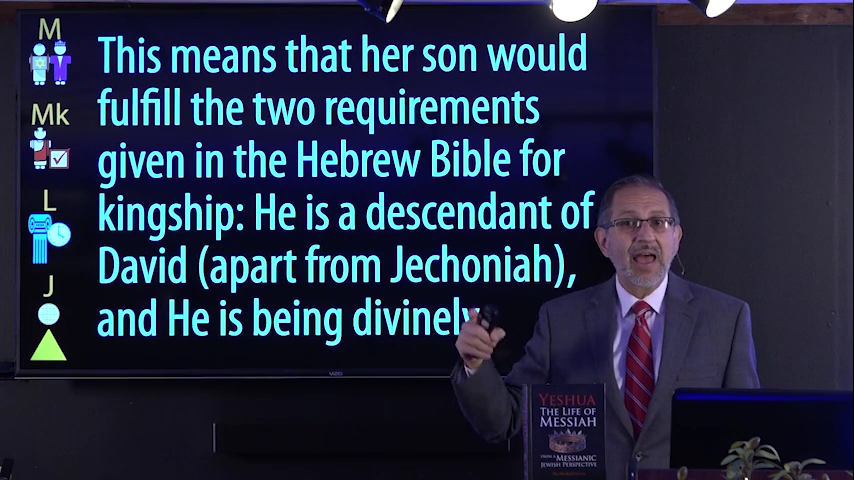 M
Mk
L
J
This means that her son would
fulfill the two requirements
given in the Hebrew Bible for
kingship: He is a descendant of
David (apart from Jechoniah),
and He is being divinely
VIZIO
YESHUA
THE LIFE OF
MESSIAH
FROM A
MESSIANIC
JEWISH PERSPECTIVE